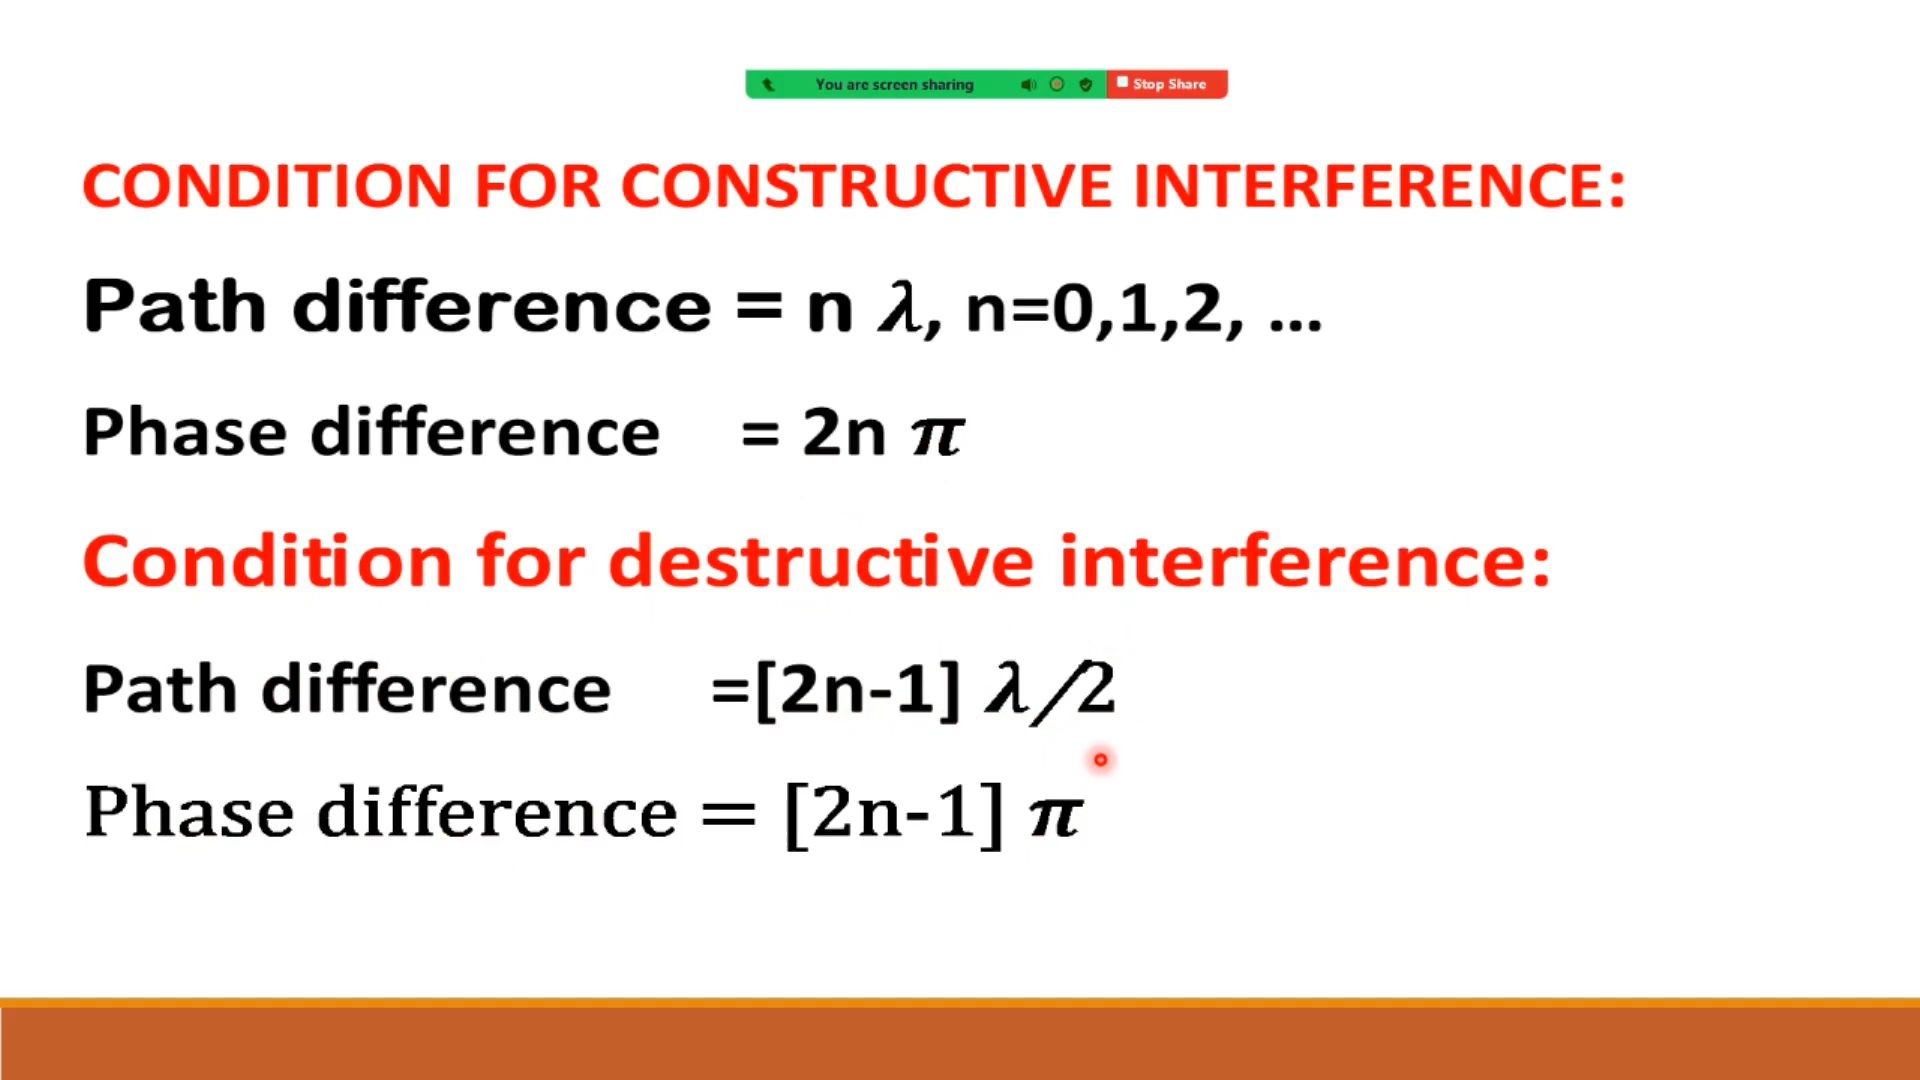 You are screen sharing Stop Share
CONDITION FOR CONSTRUCTIVE INTERFERENCE:
Path difference = n λ, n=0,1,2, ...
Phase difference = 2n π
Condition for destructive interference:
Path difference =[2n-1] λ/2
Phase difference = [2n-1] π